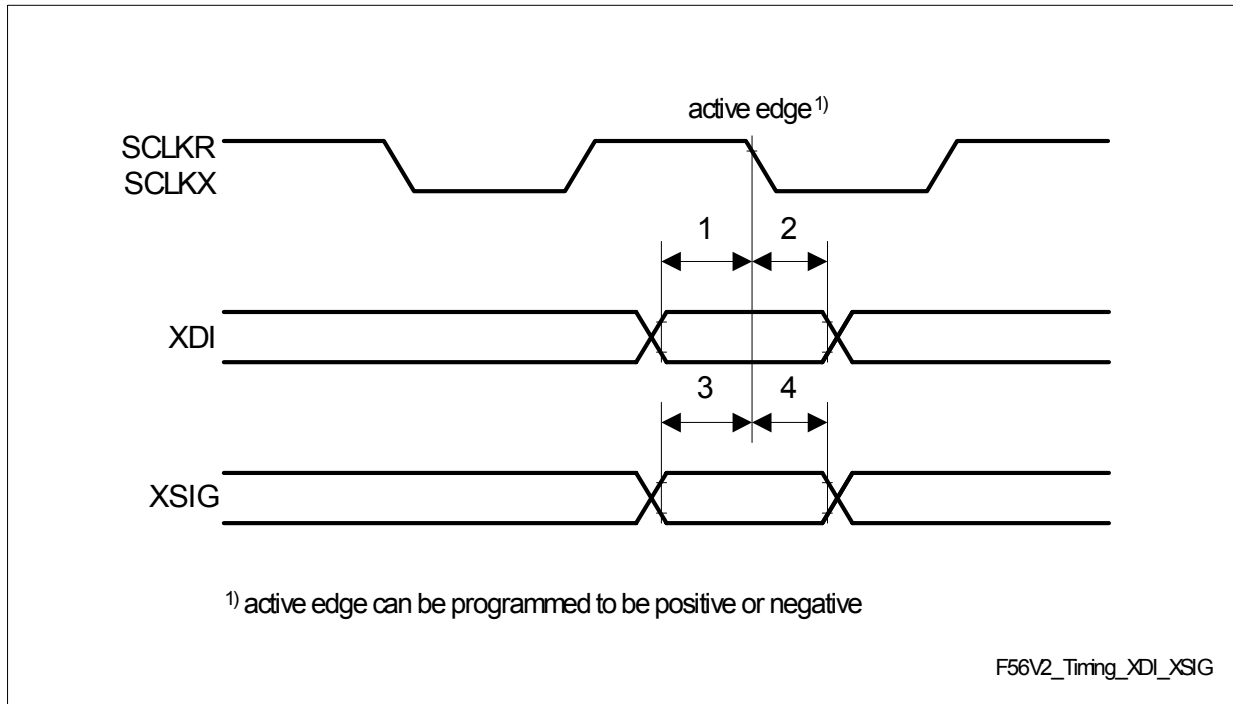 active edge 1)
SCLKR
SCLKX
1 2
XDI
3 4
XSIG
1) active edge can be programmed to be positive or negative
F56V2_Timing_XDI_XSIG